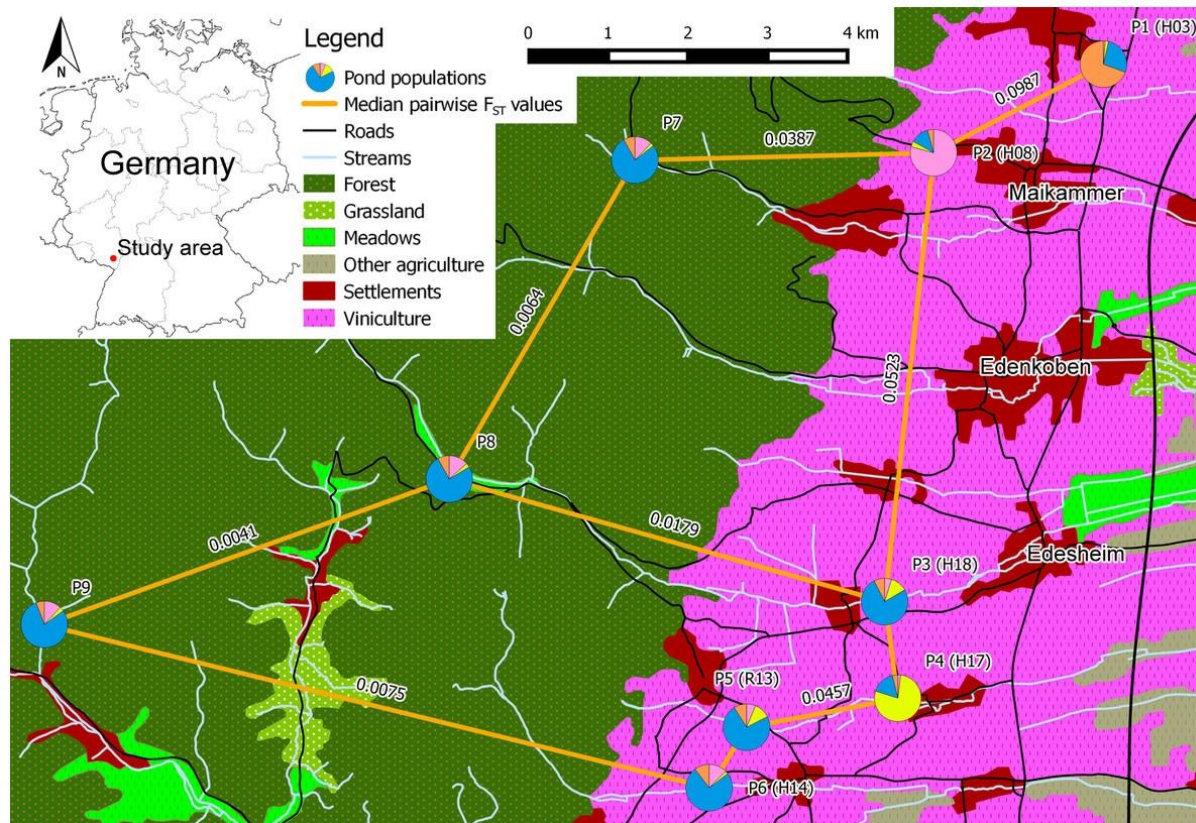 N
Germany
Study area
Legend
Pond populations
Median pairwise FST values
Roads
Streams
Forest
Grassland
Meadows
Other agriculture
Settlements
Viniculture
0 1 2 3 4 km
P1 (H03)
0.0987
P7
0.0387
P2 (H08)
Maikammer
0.0064
0.0523
Edenkoben
P8
0.0041
0.0179
Edesheim
P3 (H18)
P9
P4 (H17)
P5 (R13)
0.0457
0.0075
P6 (H14)